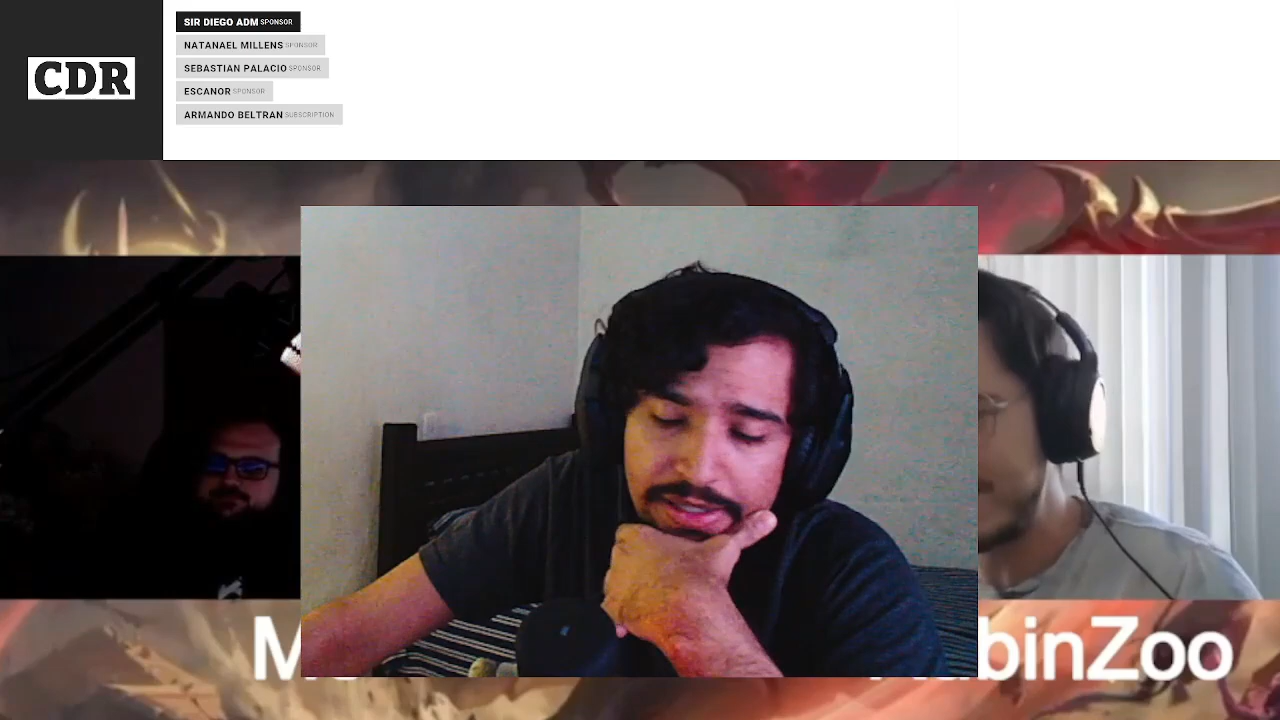 CDR
SIR DIEGO ADM SPONSOR
NATANAEL MILLENS SPONSOR
SEBASTIAN PALACIO SPONSOR
ESCANOR SPONSOR
ARMANDO BELTRAN SUBSCRIPTION
binZoo